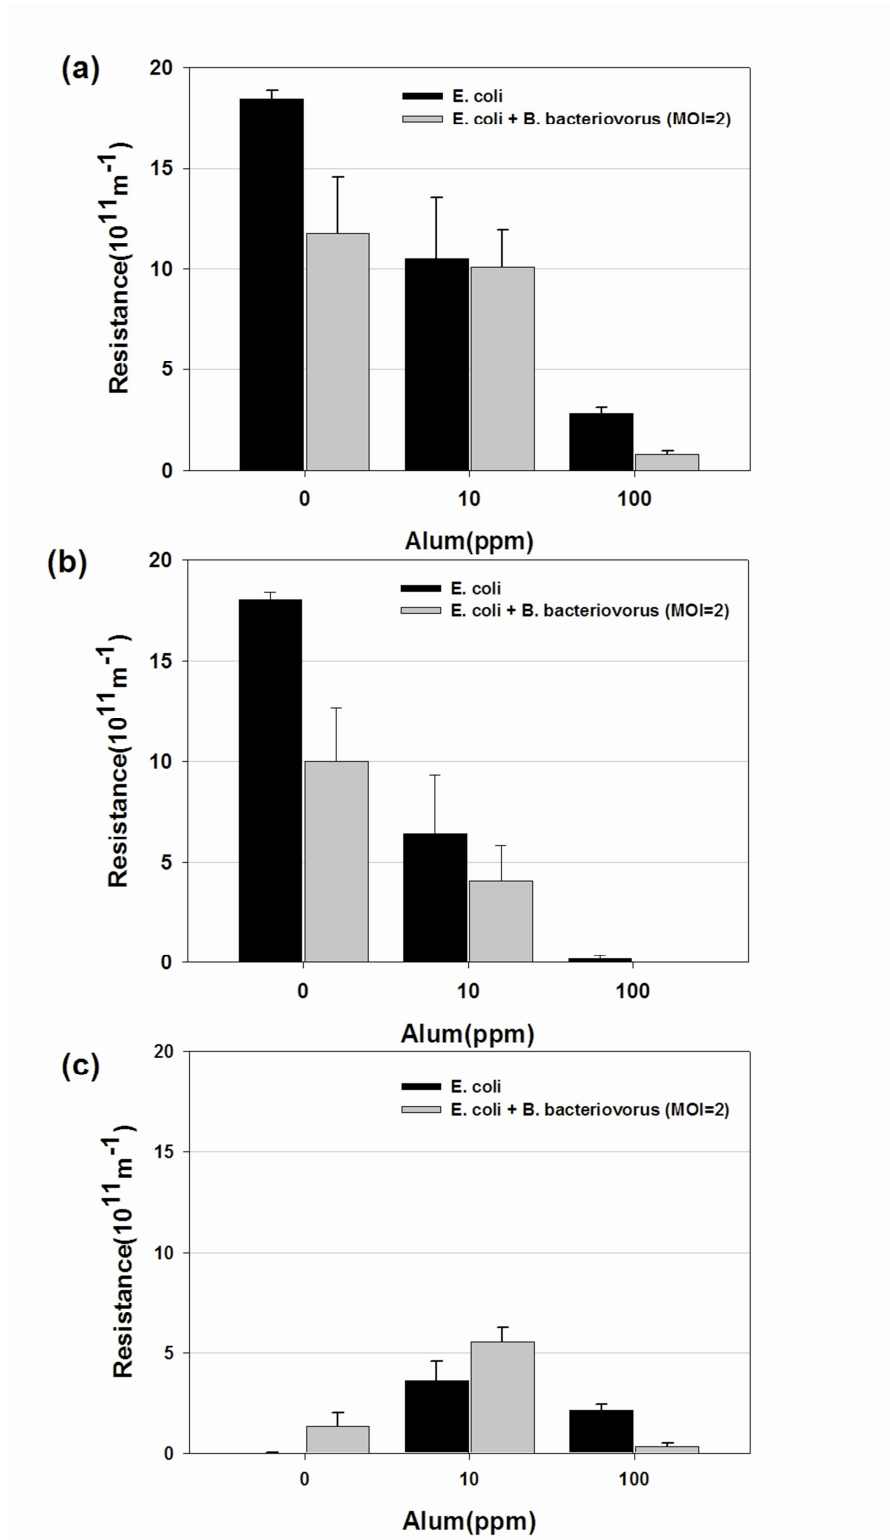 (a)
20
15
10
5
0
Resistance(10¹¹m⁻¹)
E. coli
E. coli + B. bacteriovorus (MOI=2)
0 10 100
Alum(ppm)
(b)
20
15
10
5
0
Resistance(10¹¹m⁻¹)
E. coli
E. coli + B. bacteriovorus (MOI=2)
0 10 100
Alum(ppm)
(c)
20
15
10
5
0
Resistance(10¹¹m⁻¹)
E. coli
E. coli + B. bacteriovorus (MOI=2)
0 10 100
Alum(ppm)